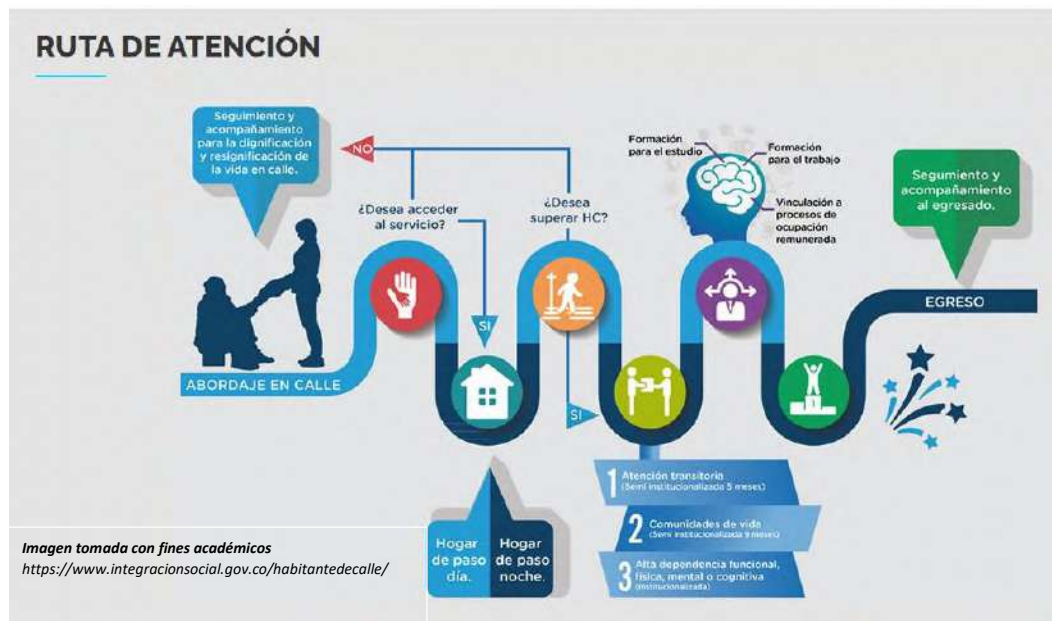 RUTA DE ATENCIÓN
Seguimiento y
acompañamiento
para la dignificación
y resignificación de
la vida en calle.
NO
¿Desea acceder
al servicio?
¿Desea
superar HC?
Formación
para el estudio
Formación
para el trabajo
Vinculación a
procesos de
ocupación
remunerada
Segumiento y
acompañamiento
al egresado.
EGRESO
SI
ABORDAJE EN CALLE
SI
1 Atención transitoria
(Semi institucionalizada 5 meses)
2 Comunidades de vida
(Semi institucionalizada 9 meses)
3 Alta dependencia funcional,
física, mental o cognitiva
(Institucionalizada)
Hogar
de paso
día.
Hogar
de paso
noche.
Imagen tomada con fines académicos
https://www.integracionsocial.gov.co/habitantedecalle/